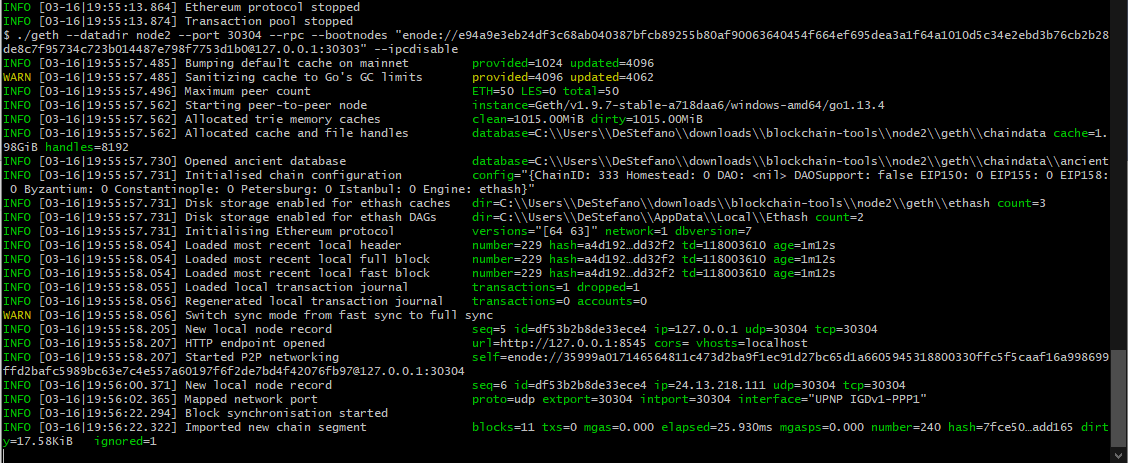 INFO [03-16|19:55:13.864] Ethereum protocol stopped
INFO [03-16|19:55:13.874] Transaction pool stopped
$ ./geth --datadir node2 --port 30304 --rpc --bootnodes "enode://e94a9e3eb24df3c68ab040387bfcb89255b80af90063640454f664ef695dea3a1f64a1010d5c34e2ebd3b76cb2b28
de8c7f95734c723b014487e798f7753d1b0@127.0.0.1:30303" --ipcdisable
INFO [03-16|19:55:57.485] Bumping default cache on mainnet provided=1024 updated=4096
WARN [03-16|19:55:57.485] Sanitizing cache to Go's GC limits provided=4096 updated=4062
INFO [03-16|19:55:57.496] Maximum peer count ETH=50 LES=0 total=50
INFO [03-16|19:55:57.562] Starting peer-to-peer node instance=Geth/v1.9.7-stable-a718daa6/windows-amd64/go1.13.4
INFO [03-16|19:55:57.562] Allocated trie memory caches clean=1015.00MiB dirty=1015.00MiB
INFO [03-16|19:55:57.562] Allocated cache and file handles database=C:\\Users\\DeStefano\\downloads\\blockchain-tools\\node2\\geth\\chaindata cache=1.
98GiB handles=8192
INFO [03-16|19:55:57.730] Opened ancient database database=C:\\Users\\DeStefano\\downloads\\blockchain-tools\\node2\\geth\\chaindata\\ancient
INFO [03-16|19:55:57.731] Initialised chain configuration config="{ChainID: 333 Homestead: 0 DAO: <nil> DAOSupport: false EIP150: 0 EIP155: 0 EIP158:
0 Byzantium: 0 Constantinople: 0 Petersburg: 0 Istanbul: 0 Engine: ethash}"
INFO [03-16|19:55:57.731] Disk storage enabled for ethash caches dir=C:\\Users\\DeStefano\\downloads\\blockchain-tools\\node2\\geth\\ethash count=3
INFO [03-16|19:55:57.731] Disk storage enabled for ethash DAGs dir=C:\\Users\\DeStefano\\AppData\\Local\\Ethash count=2
INFO [03-16|19:55:57.731] Initialising Ethereum protocol versions="[64 63]" network=1 dbversion=7
INFO [03-16|19:55:58.054] Loaded most recent local header number=229 hash=a4d192…dd32f2 td=118003610 age=1m12s
INFO [03-16|19:55:58.054] Loaded most recent local full block number=229 hash=a4d192…dd32f2 td=118003610 age=1m12s
INFO [03-16|19:55:58.054] Loaded most recent local fast block number=229 hash=a4d192…dd32f2 td=118003610 age=1m12s
INFO [03-16|19:55:58.055] Loaded local transaction journal transactions=1 dropped=1
INFO [03-16|19:55:58.056] Regenerated local transaction journal transactions=0 accounts=0
WARN [03-16|19:55:58.056] Switch sync mode from fast sync to full sync
INFO [03-16|19:55:58.205] New local node record seq=5 id=df53b2b8de33ece4 ip=127.0.0.1 udp=30304 tcp=30304
INFO [03-16|19:55:58.207] HTTP endpoint opened url=http://127.0.0.1:8545 cors= vhosts=localhost
INFO [03-16|19:55:58.207] Started P2P networking self=enode://35999a017146564811c473d2ba9f1ec91d27bc65d1a6605945318800330ffc5f5caaf16a998699
ffd2bafc5989bc63e7c4e557a60197f6f2de7bd4f42076fb97@127.0.0.1:30304
INFO [03-16|19:56:00.371] New local node record seq=6 id=df53b2b8de33ece4 ip=24.13.218.111 udp=30304 tcp=30304
INFO [03-16|19:56:02.365] Mapped network port proto=udp extport=30304 intport=30304 interface="UPNP IGDv1-PPP1"
INFO [03-16|19:56:22.294] Block synchronisation started
INFO [03-16|19:56:22.322] Imported new chain segment blocks=11 txs=0 mgas=0.000 elapsed=25.930ms mgasps=0.000 number=240 hash=7fce50…add165 dirt
y=17.58KiB ignored=1